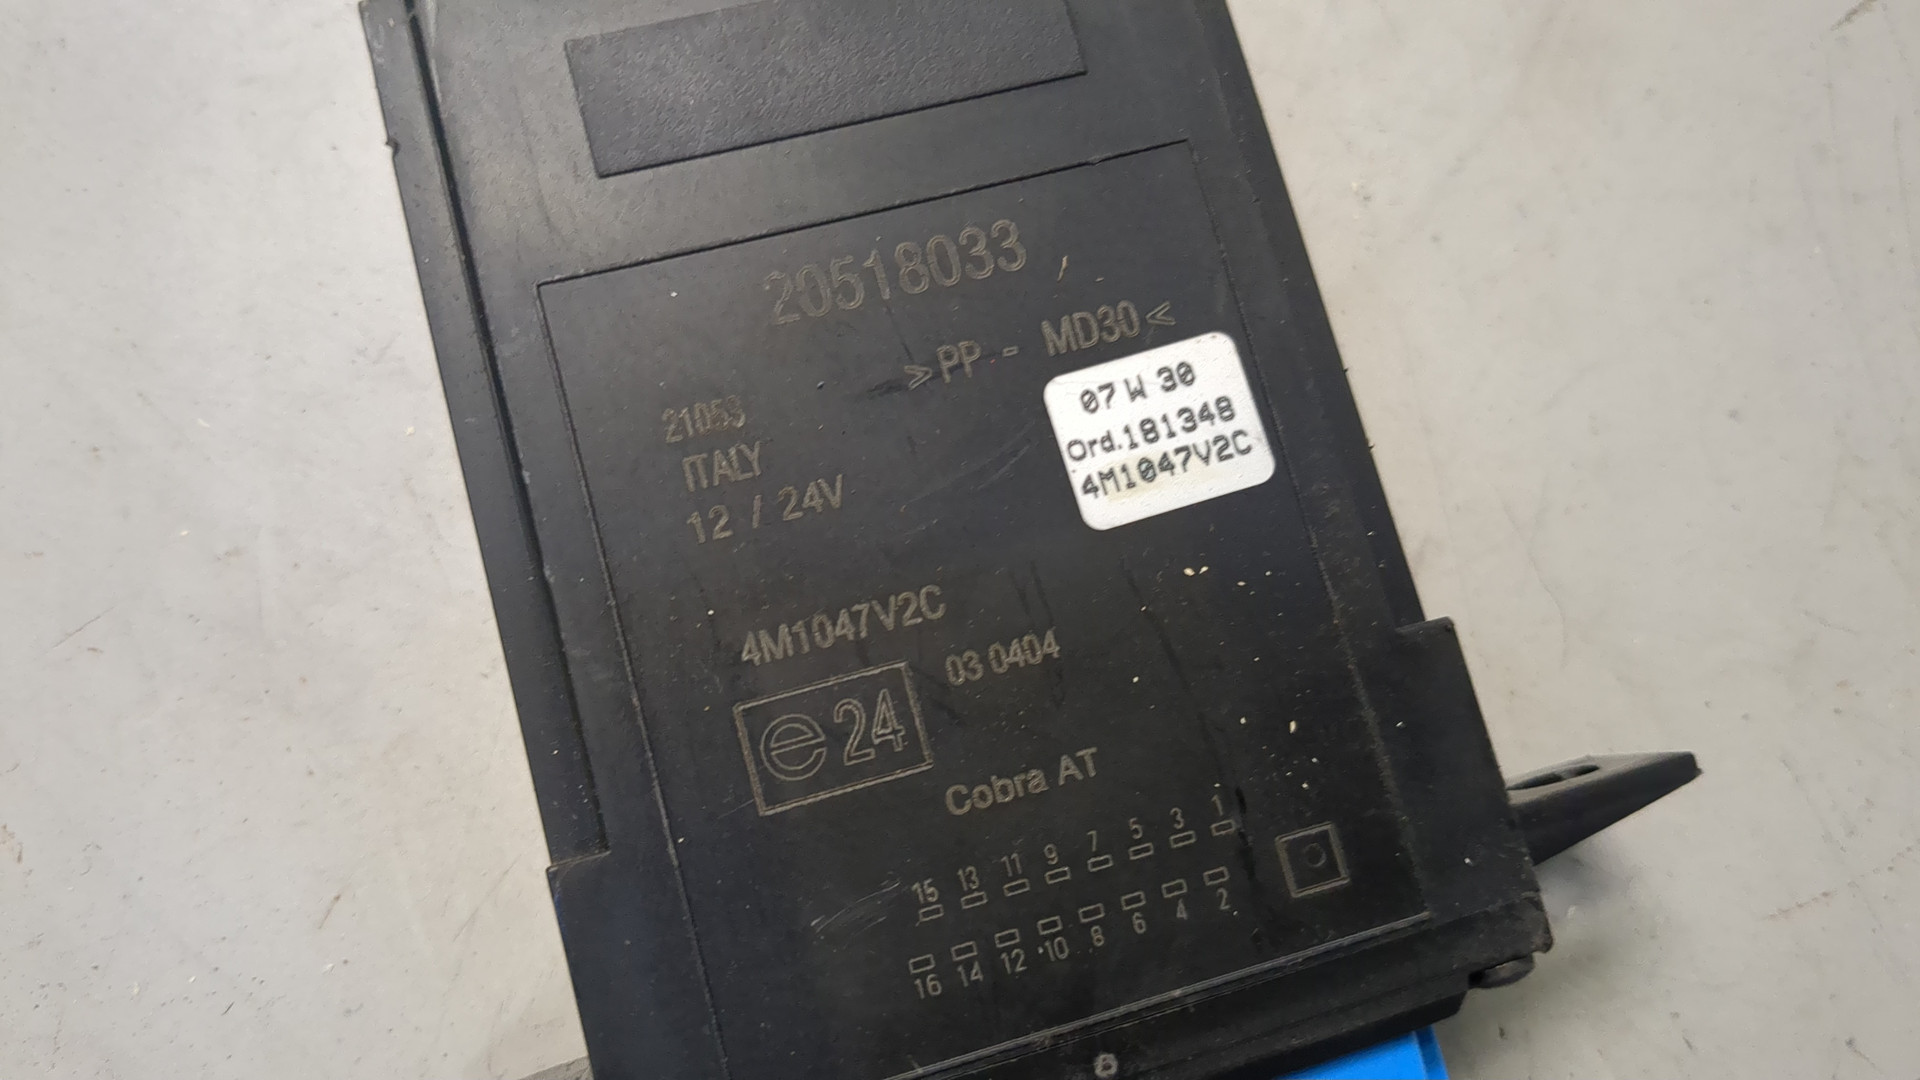 20518033
>PP - MD30<
07 W 30
Ord.181348
4M1047V2C
21053
ITALY
12 / 24V
4M1047V2C
03 0404
e24
Cobra AT
15 13 11 9 7 5 3 1
16 14 12 10 8 6 4 2
6